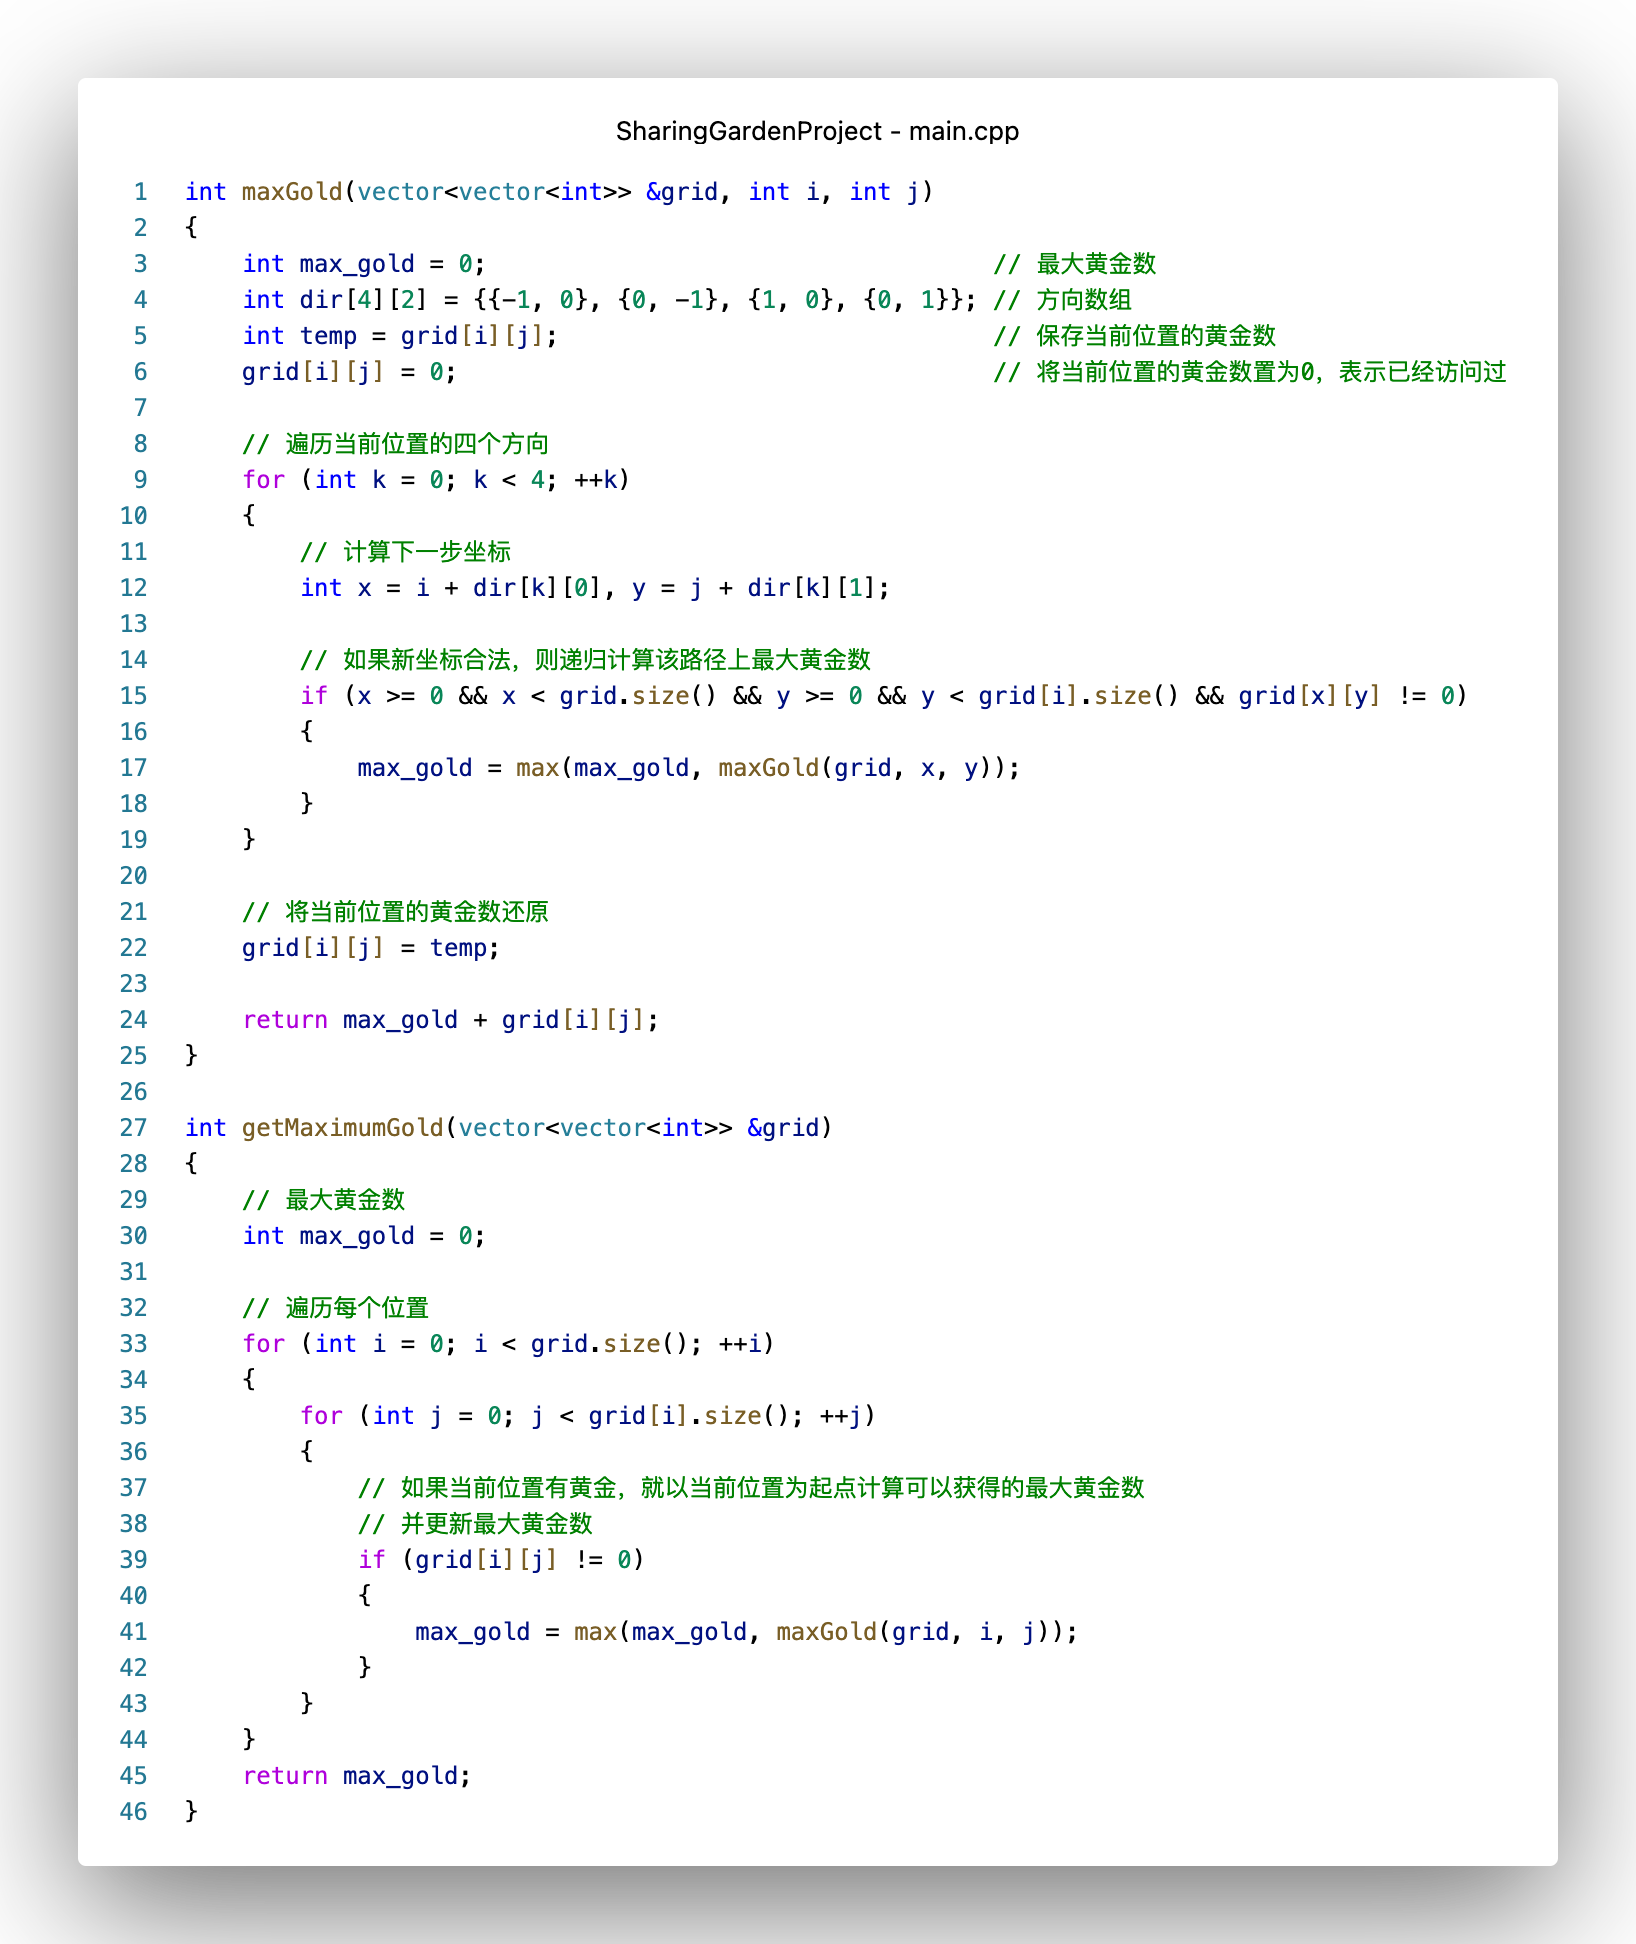 SharingGardenProject - main.cpp
1 int maxGold(vector<vector<int>> &grid, int i, int j)
2 {
3     int max_gold = 0;                                   // 最大黄金数
4     int dir[4][2] = {{-1, 0}, {0, -1}, {1, 0}, {0, 1}}; // 方向数组
5     int temp = grid[i][j];                              // 保存当前位置的黄金数
6     grid[i][j] = 0;                                     // 将当前位置的黄金数置为0，表示已经访问过
7
8     // 遍历当前位置的四个方向
9     for (int k = 0; k < 4; ++k)
10     {
11         // 计算下一步坐标
12         int x = i + dir[k][0], y = j + dir[k][1];
13
14         // 如果新坐标合法，则递归计算该路径上最大黄金数
15         if (x >= 0 && x < grid.size() && y >= 0 && y < grid[i].size() && grid[x][y] != 0)
16         {
17             max_gold = max(max_gold, maxGold(grid, x, y));
18         }
19     }
20
21     // 将当前位置的黄金数还原
22     grid[i][j] = temp;
23
24     return max_gold + grid[i][j];
25 }
26
27 int getMaximumGold(vector<vector<int>> &grid)
28 {
29     // 最大黄金数
30     int max_gold = 0;
31
32     // 遍历每个位置
33     for (int i = 0; i < grid.size(); ++i)
34     {
35         for (int j = 0; j < grid[i].size(); ++j)
36         {
37             // 如果当前位置有黄金，就以当前位置为起点计算可以获得的最大黄金数
38             // 并更新最大黄金数
39             if (grid[i][j] != 0)
40             {
41                 max_gold = max(max_gold, maxGold(grid, i, j));
42             }
43         }
44     }
45     return max_gold;
46 }